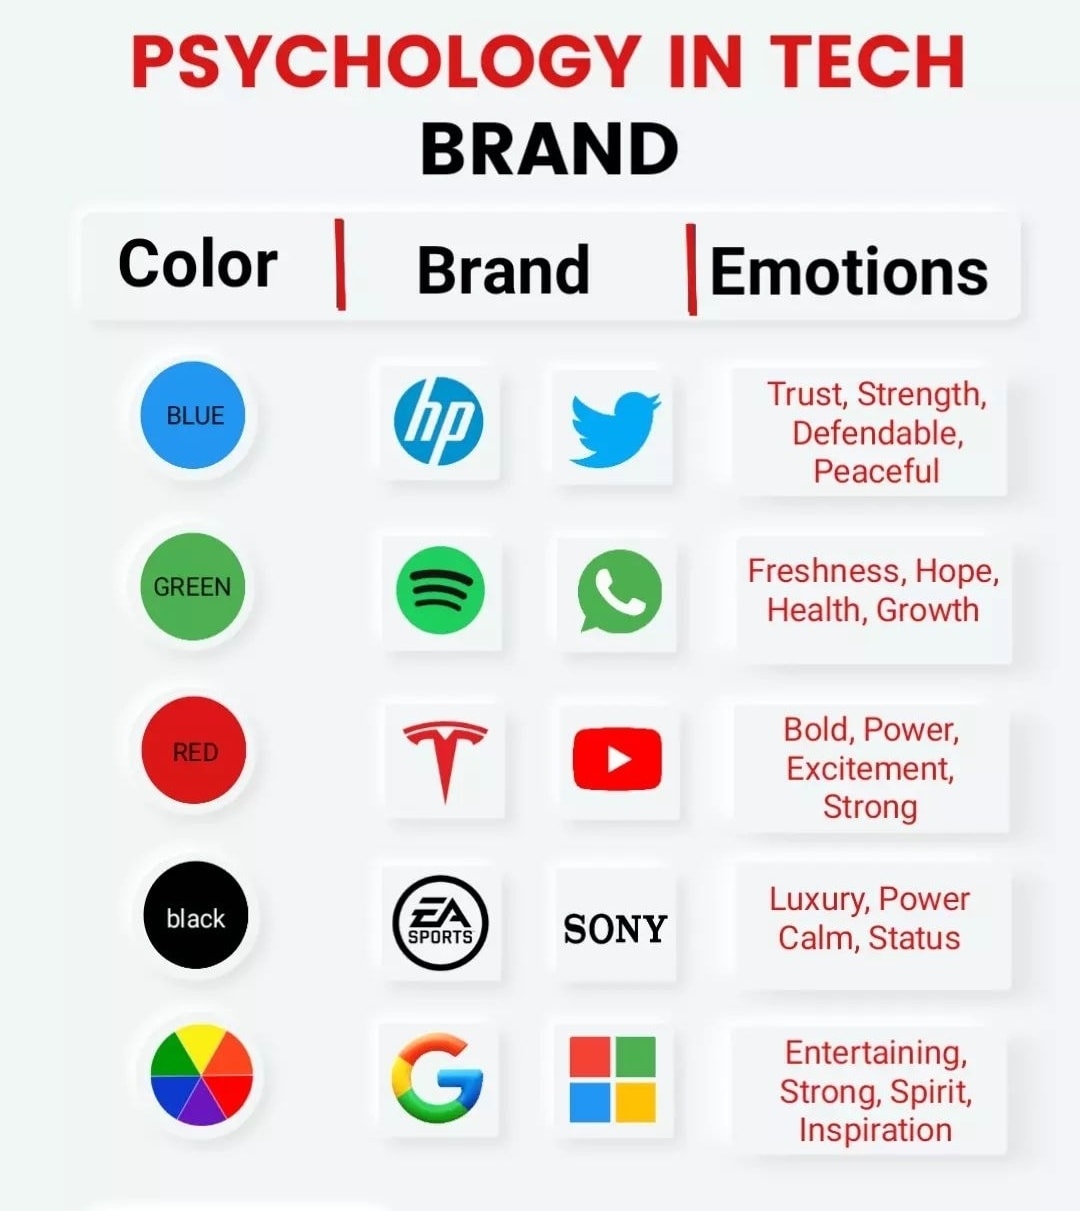 PSYCHOLOGY IN TECH
BRAND
Color
Brand
Emotions
BLUE
hp
Trust, Strength,
Defendable,
Peaceful
GREEN
Freshness, Hope,
Health, Growth
RED
Bold, Power,
Excitement,
Strong
black
EA
SPORTS
SONY
Luxury, Power
Calm, Status
G
Entertaining,
Strong, Spirit,
Inspiration